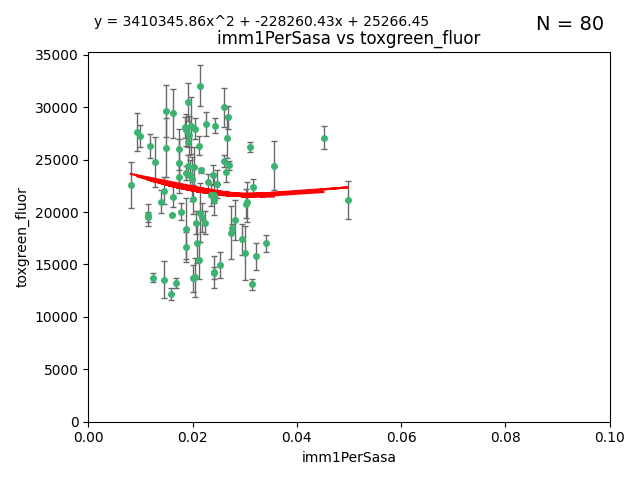 y = 3410345.86x^2 + -228260.43x + 25266.45
N = 80
imm1PerSasa vs toxgreen_fluor
35000
30000
25000
20000
15000
10000
5000
0
toxgreen_fluor
0.00 0.02 0.04 0.06 0.08 0.10
imm1PerSasa